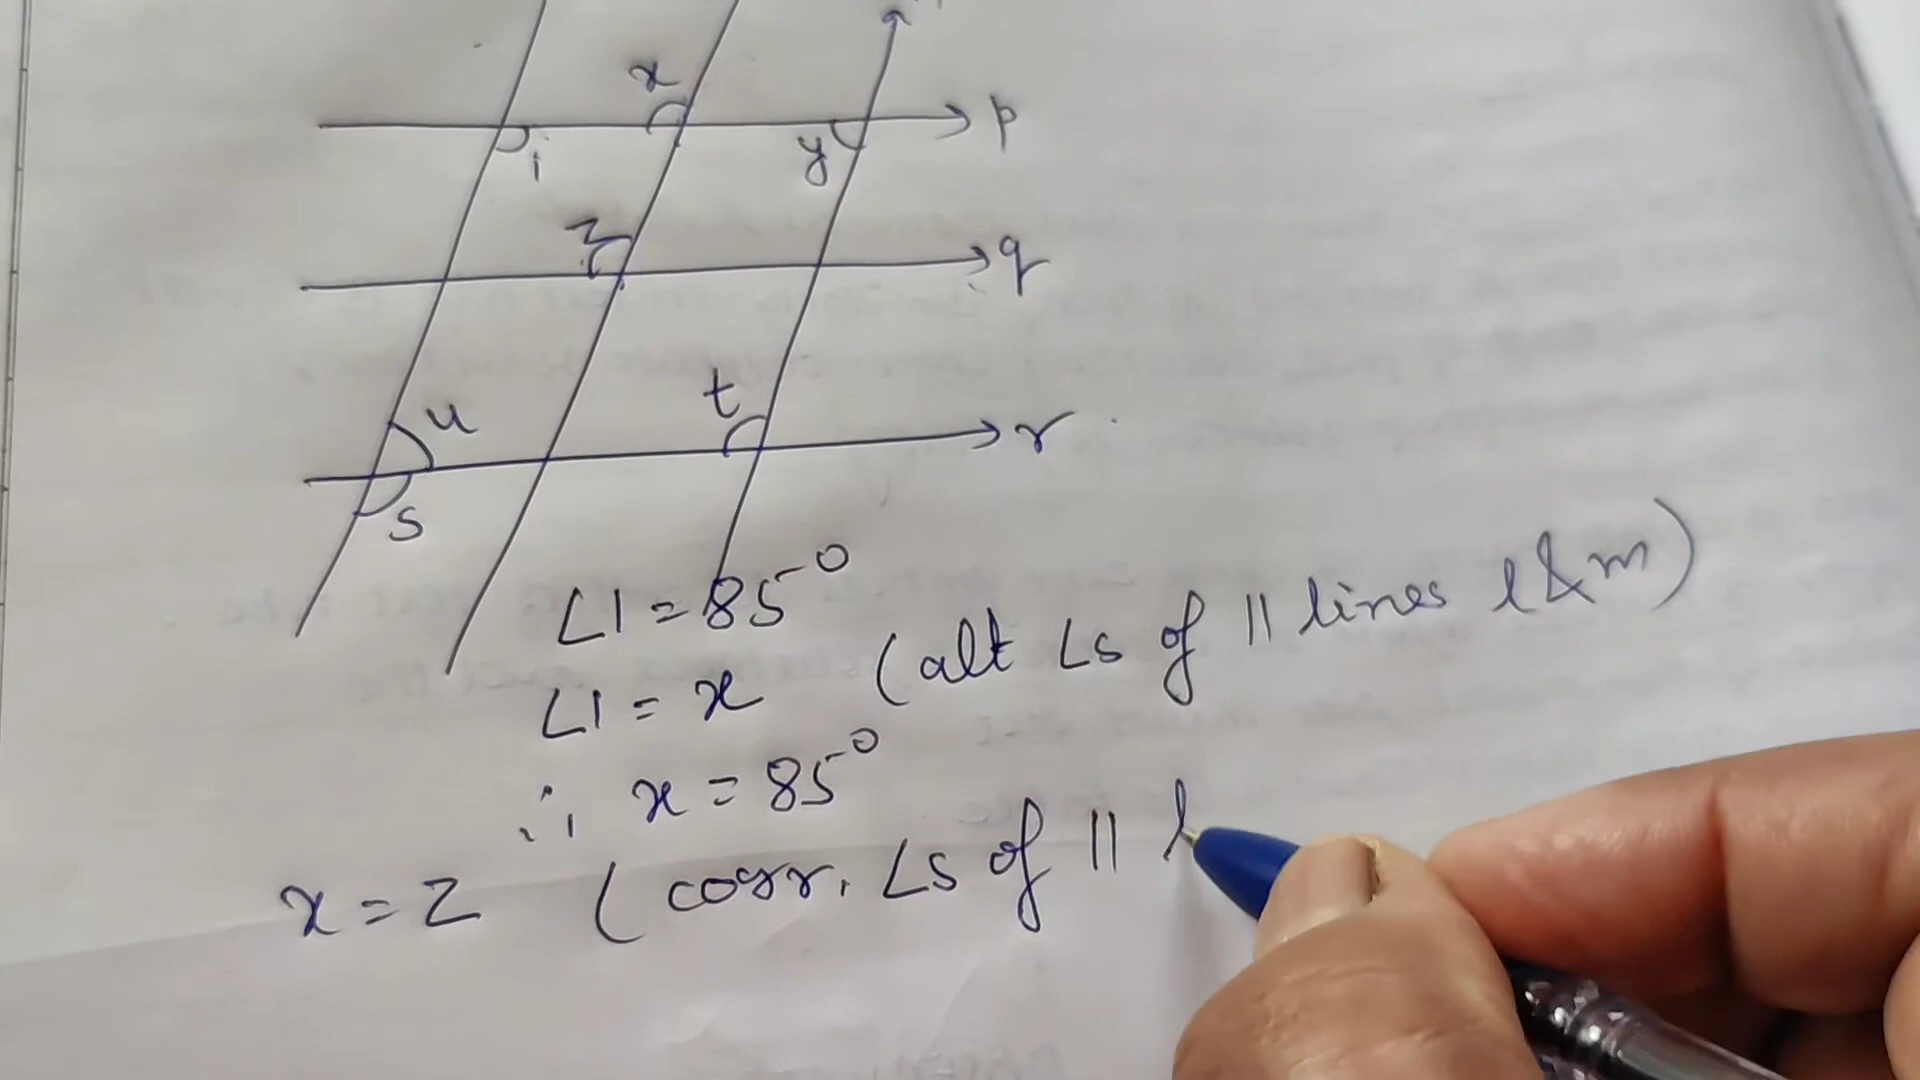 x
p
1
y
z
q
u
t
r
s
∠1 = 85°
∠1 = x (alt ∠s of || lines l & m)
∴ x = 85°
x = z (corr. ∠s of || l